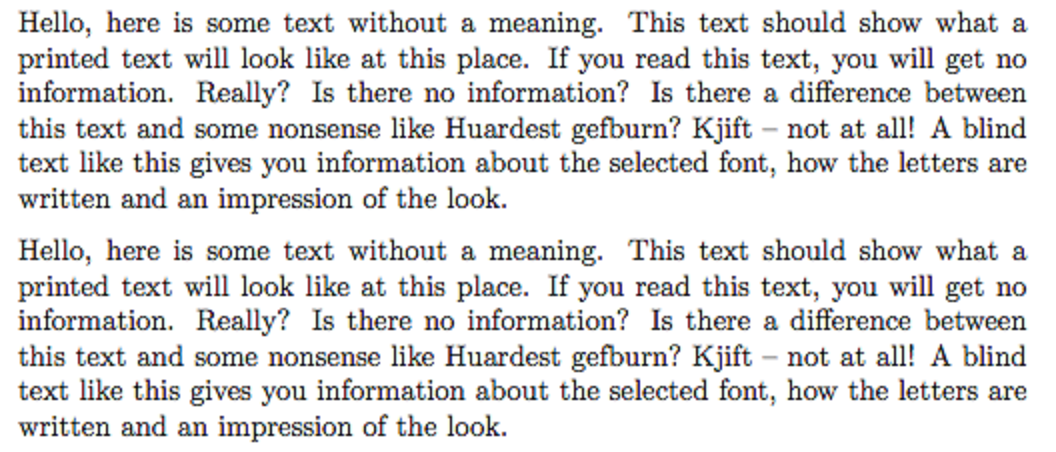 Hello, here is some text without a meaning. This text should show what a
printed text will look like at this place. If you read this text, you will get no
information. Really? Is there no information? Is there a difference between
this text and some nonsense like Huardest gefburn? Kjift – not at all! A blind
text like this gives you information about the selected font, how the letters are
written and an impression of the look.
Hello, here is some text without a meaning. This text should show what a
printed text will look like at this place. If you read this text, you will get no
information. Really? Is there no information? Is there a difference between
this text and some nonsense like Huardest gefburn? Kjift – not at all! A blind
text like this gives you information about the selected font, how the letters are
written and an impression of the look.